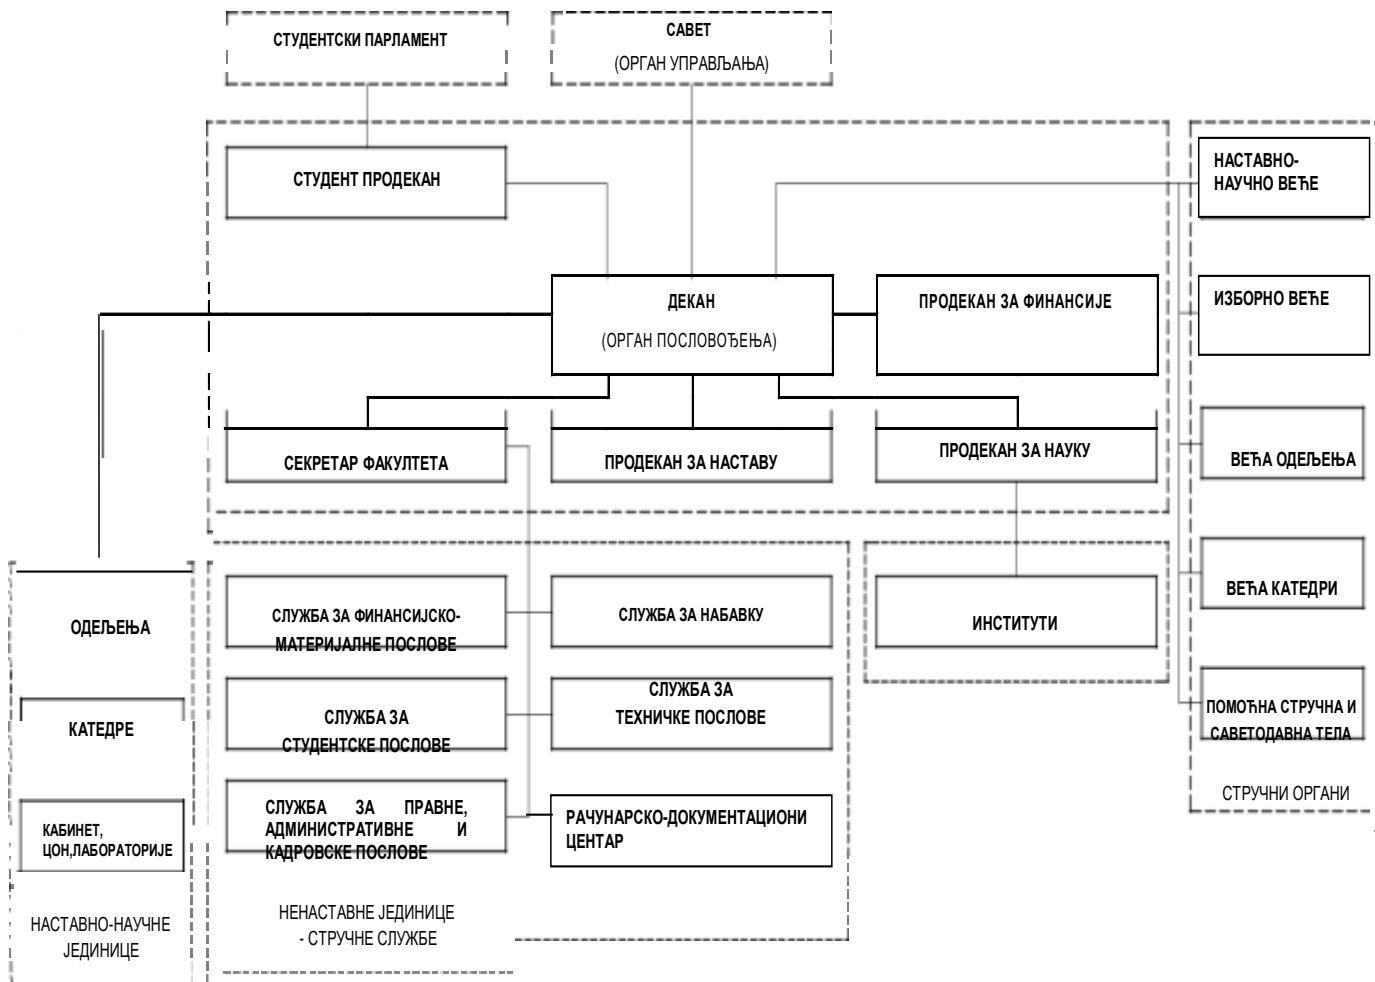 СТУДЕНТСКИ ПАРЛАМЕНТ
САВЕТ
(ОРГАН УПРАВЉАЊА)
СТУДЕНТ ПРОДЕКАН
НАСТАВНО-
НАУЧНО ВЕЋЕ
ДЕКАН
(ОРГАН ПОСЛОВОЂЕЊА)
ПРОДЕКАН ЗА ФИНАНСИЈЕ
ИЗБОРНО ВЕЋЕ
СЕКРЕТАР ФАКУЛТЕТА
ПРОДЕКАН ЗА НАСТАВУ
ПРОДЕКАН ЗА НАУКУ
ВЕЋА ОДЕЉЕЊА
ОДЕЉЕЊА
СЛУЖБА ЗА ФИНАНСИЈСКО-
МАТЕРИЈАЛНЕ ПОСЛОВЕ
СЛУЖБА ЗА НАБАВКУ
ИНСТИТУТИ
ВЕЋА КАТЕДРИ
КАТЕДРЕ
СЛУЖБА ЗА
СТУДЕНТСКЕ ПОСЛОВЕ
СЛУЖБА ЗА
ТЕХНИЧКЕ ПОСЛОВЕ
ПОМОЋНА СТРУЧНА И
САВЕТОДАВНА ТЕЛА
КАБИНЕТ,
ЦОН,ЛАБОРАТОРИЈЕ
СЛУЖБА ЗА ПРАВНЕ,
АДМИНИСТРАТИВНЕ И
КАДРОВСКЕ ПОСЛОВЕ
РАЧУНАРСКО-ДОКУМЕНТАЦИОНИ
ЦЕНТАР
СТРУЧНИ ОРГАНИ
НАСТАВНО-НАУЧНЕ
ЈЕДИНИЦЕ
НЕНАСТАВНЕ ЈЕДИНИЦЕ
- СТРУЧНЕ СЛУЖБЕ